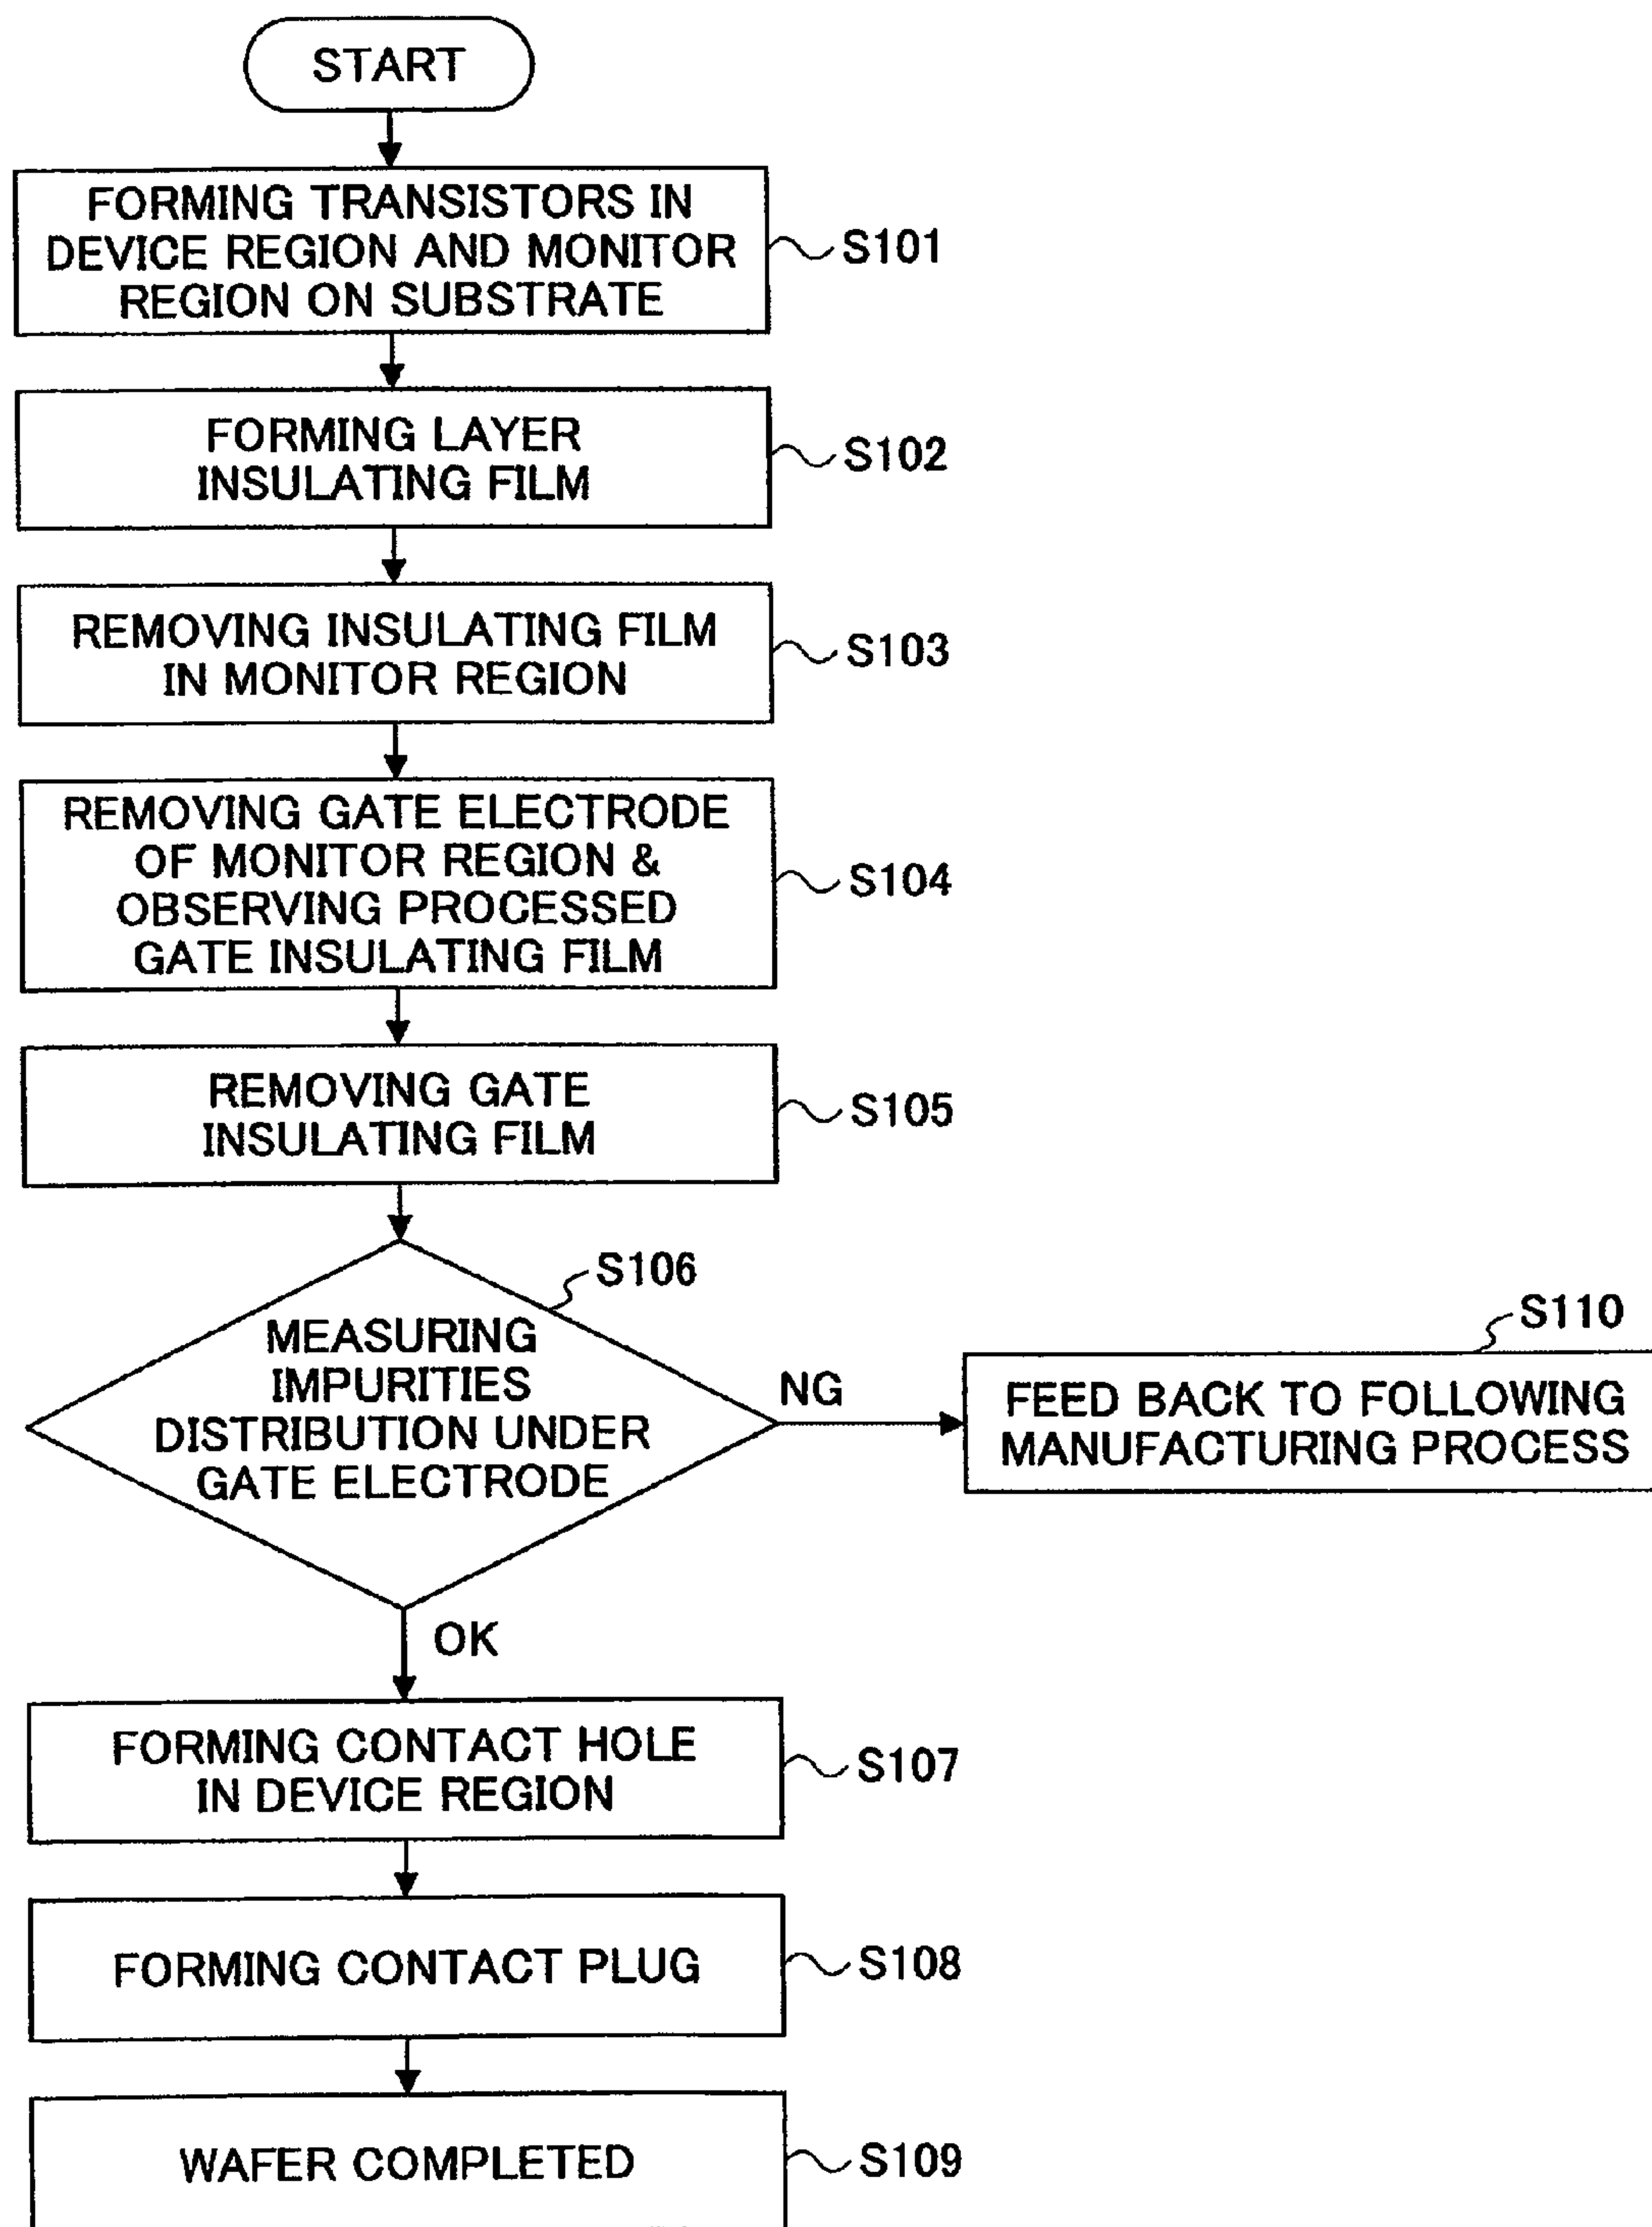 START
FORMING TRANSISTORS IN
DEVICE REGION AND MONITOR
REGION ON SUBSTRATE
S101
FORMING LAYER
INSULATING FILM
S102
REMOVING INSULATING FILM
IN MONITOR REGION
S103
REMOVING GATE ELECTRODE
OF MONITOR REGION &
OBSERVING PROCESSED
GATE INSULATING FILM
S104
REMOVING GATE
INSULATING FILM
S105
S106
MEASURING
IMPURITIES
DISTRIBUTION UNDER
GATE ELECTRODE
NG
S110
FEED BACK TO FOLLOWING
MANUFACTURING PROCESS
OK
FORMING CONTACT HOLE
IN DEVICE REGION
S107
FORMING CONTACT PLUG
S108
WAFER COMPLETED
S109